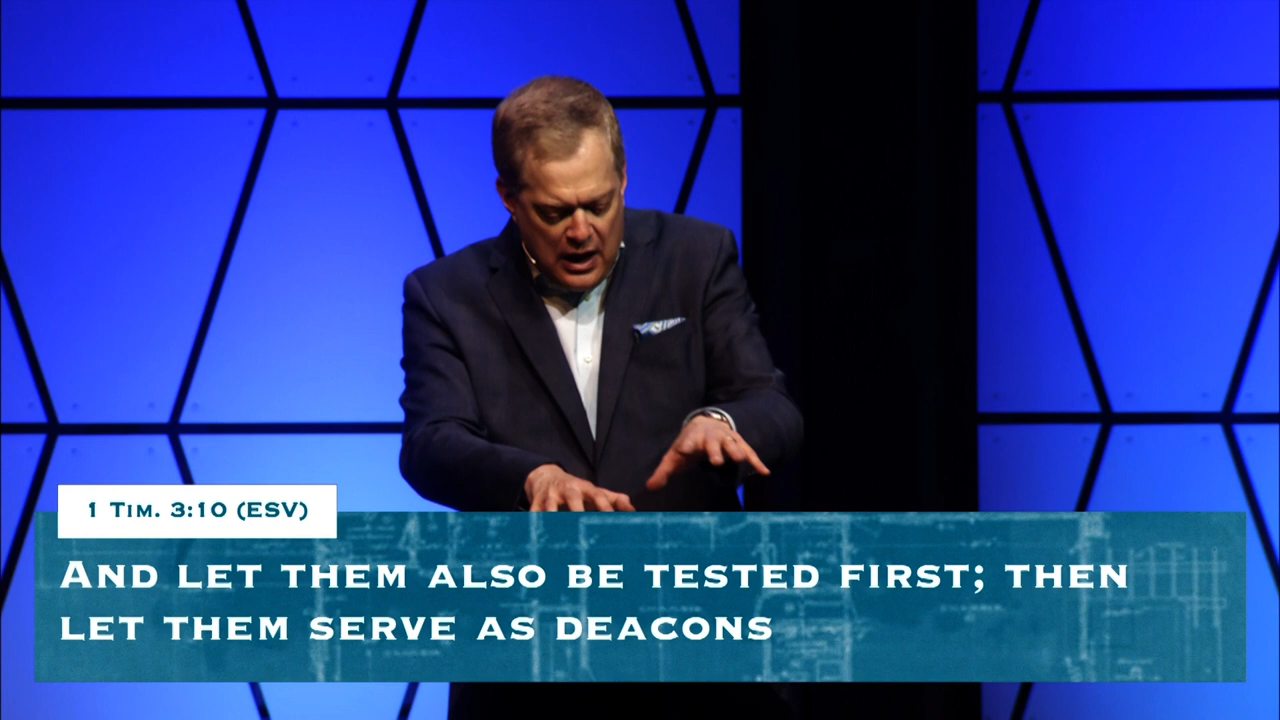 1 Tim. 3:10 (ESV)
And let them also be tested first; then
let them serve as deacons